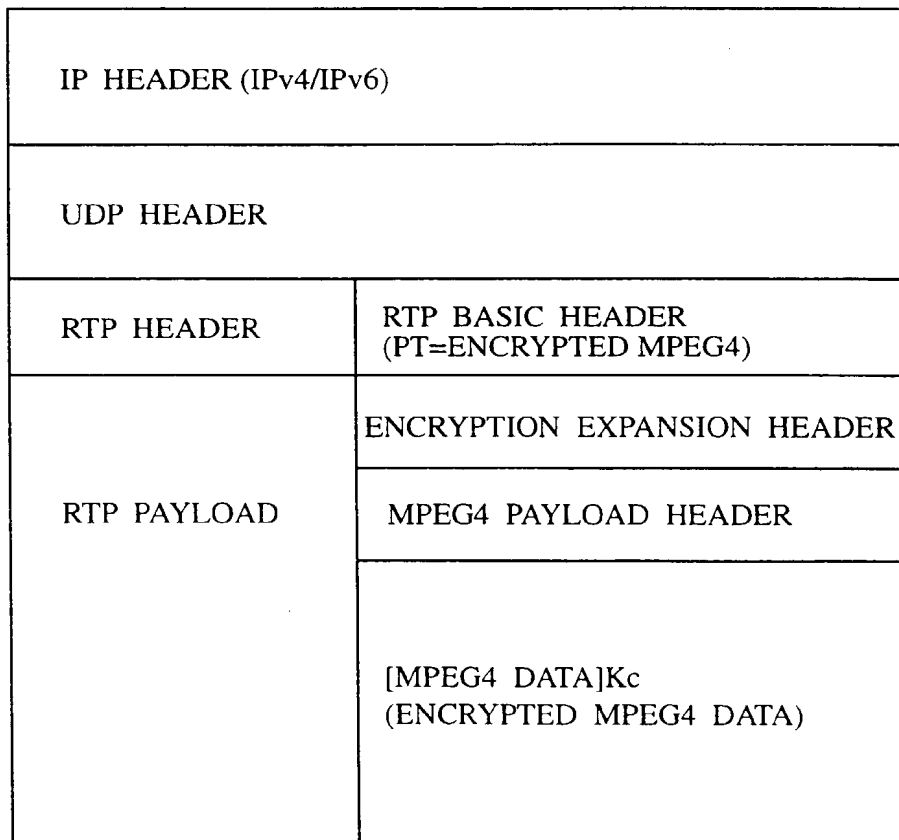 IP HEADER (IPv4/IPv6)
UDP HEADER
RTP HEADER
RTP BASIC HEADER
(PT=ENCRYPTED MPEG4)
RTP PAYLOAD
ENCRYPTION EXPANSION HEADER
MPEG4 PAYLOAD HEADER
[MPEG4 DATA]Kc
(ENCRYPTED MPEG4 DATA)